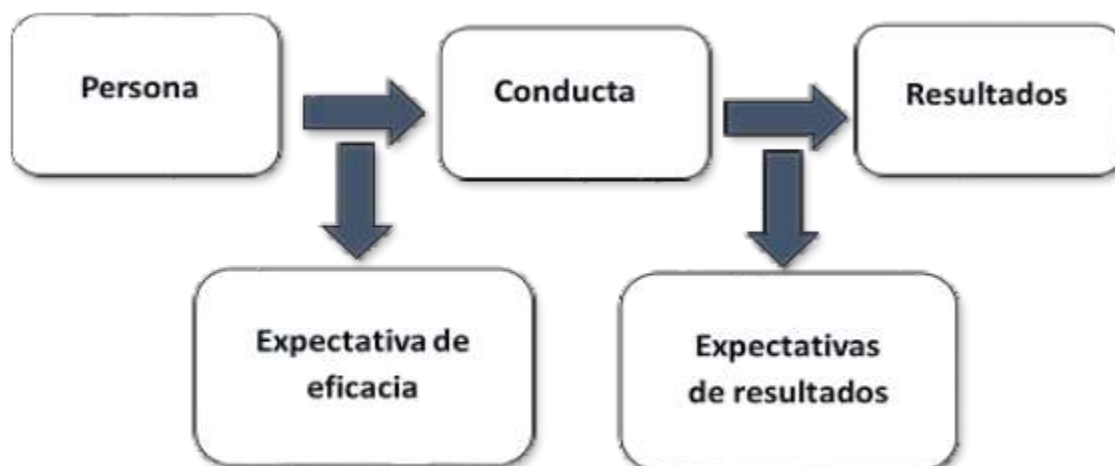 Persona
Conducta
Resultados
Expectativa de
eficacia
Expectativas
de resultados